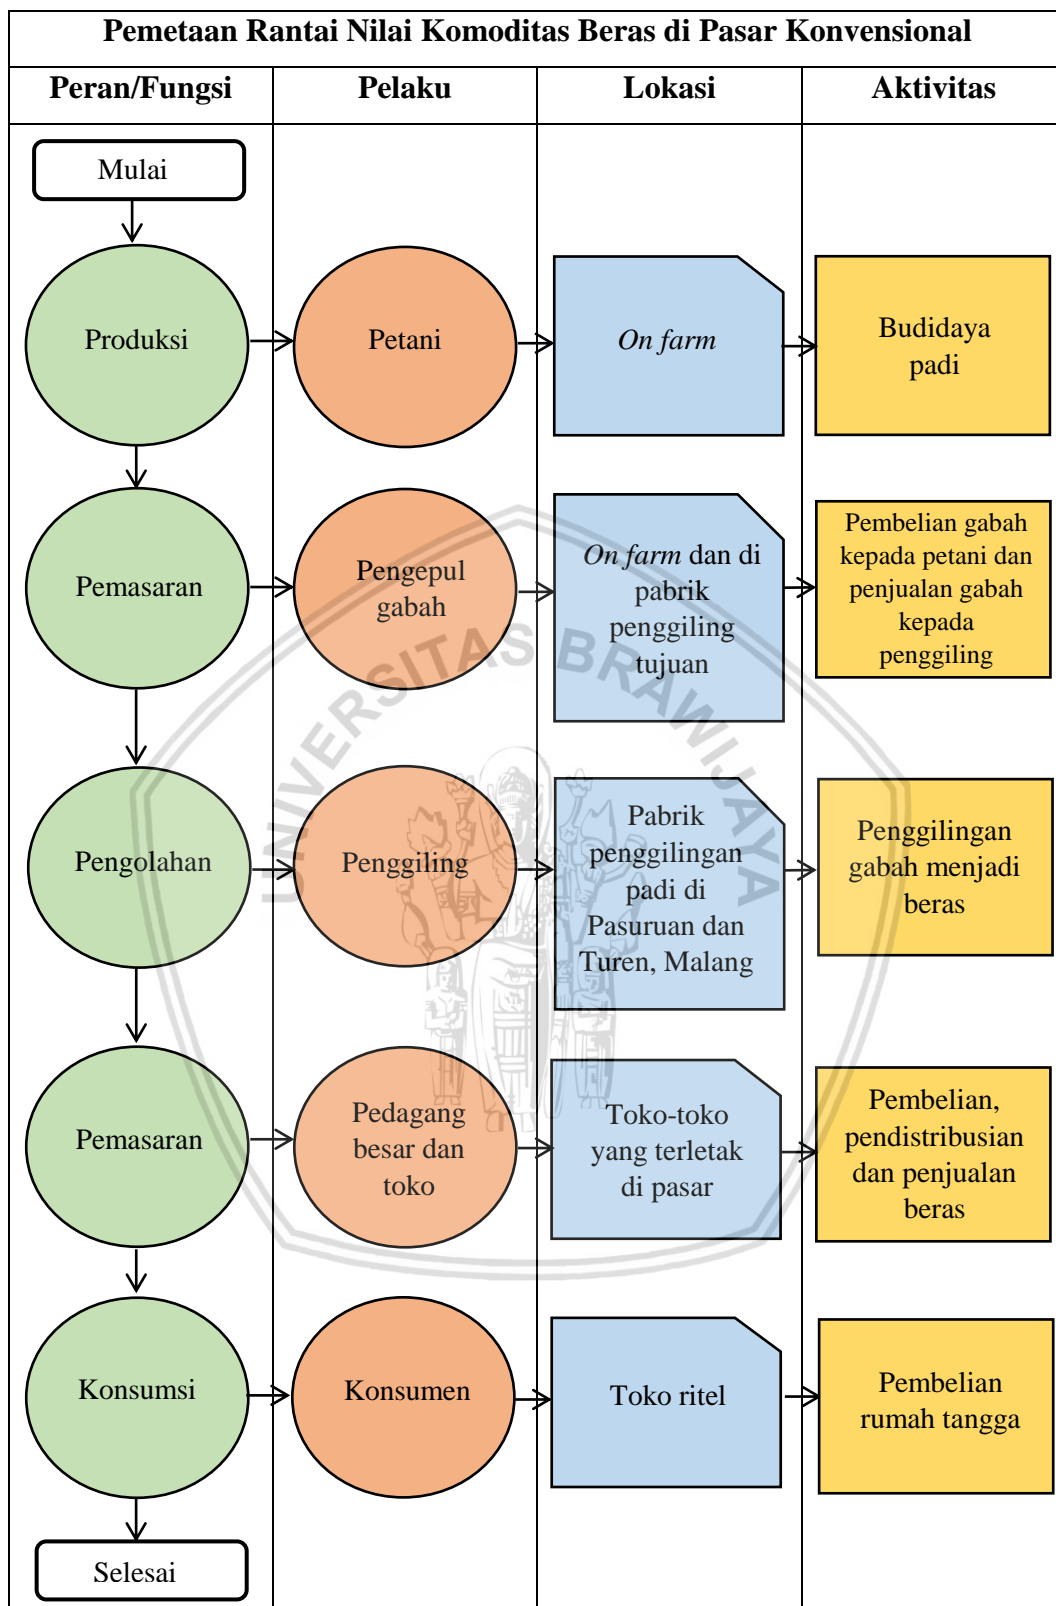 Pemetaan Rantai Nilai Komoditas Beras di Pasar Konvensional
Peran/Fungsi
Pelaku
Lokasi
Aktivitas
Mulai
Produksi
Petani
On farm
Budidaya
padi
Pemasaran
Pengepul
gabah
On farm dan di
pabrik
penggiling
tujuan
Pembelian gabah
kepada petani dan
penjualan gabah
kepada
penggiling
Pengolahan
Penggiling
Pabrik
penggilingan
padi di
Pasuruan dan
Turen, Malang
Penggilingan
gabah menjadi
beras
Pemasaran
Pedagang
besar dan
toko
Toko-toko
yang terletak
di pasar
Pembelian,
pendistribusian
dan penjualan
beras
Konsumsi
Konsumen
Toko ritel
Pembelian
rumah tangga
Selesai
UNIVERSITAS BRAWIJAYA